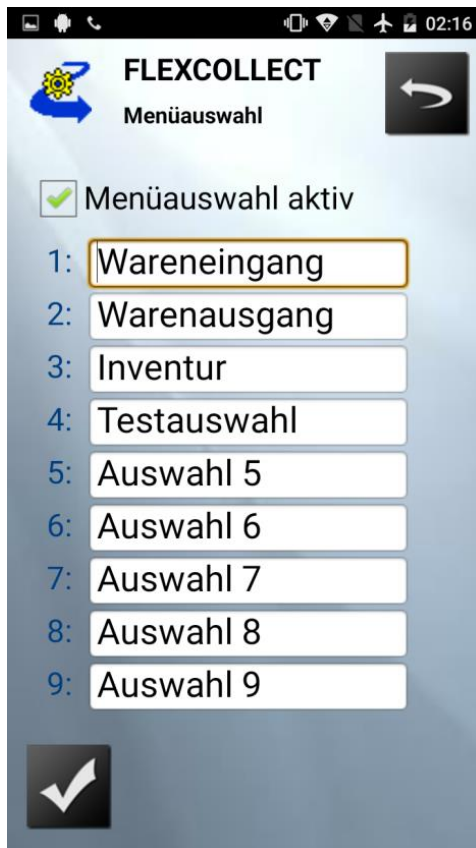 02:16
FLEXCOLLECT
Menüauswahl
Menüauswahl aktiv
1: Wareneingang
2: Warenausgang
3: Inventur
4: Testauswahl
5: Auswahl 5
6: Auswahl 6
7: Auswahl 7
8: Auswahl 8
9: Auswahl 9